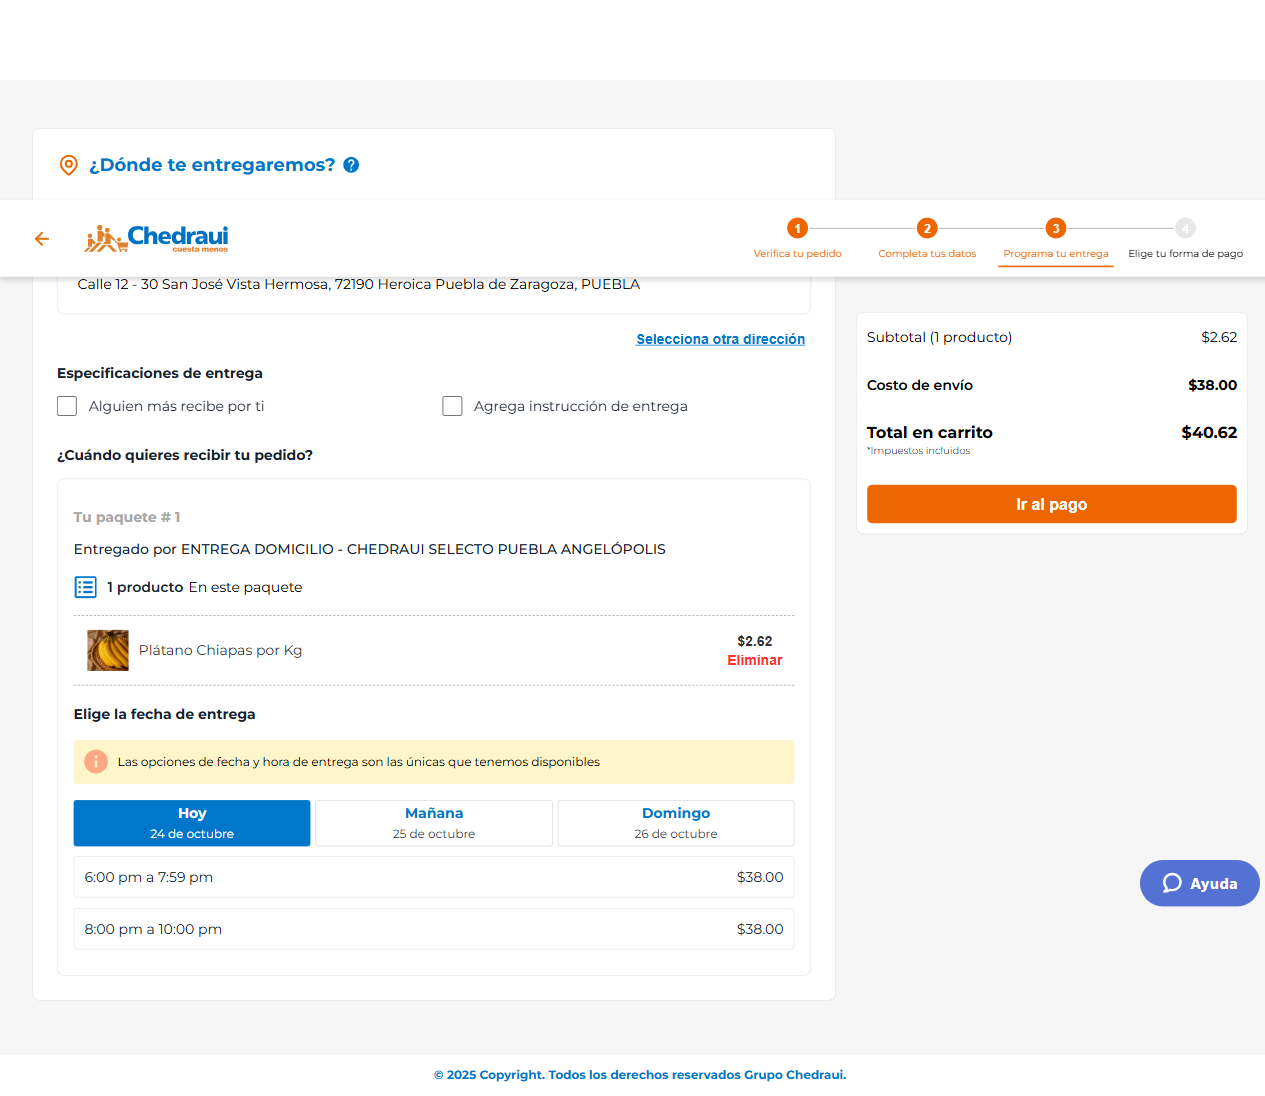 ¿Dónde te entregaremos?
Chedraui
cuesta menos
1
Verifica tu pedido
2
Completa tus datos
3
Programa tu entrega
4
Elige tu forma de pago
Calle 12 - 30 San José Vista Hermosa, 72190 Heroica Puebla de Zaragoza, PUEBLA
Selecciona otra dirección
Especificaciones de entrega
Alguien más recibe por ti
Agrega instrucción de entrega
¿Cuándo quieres recibir tu pedido?
Tu paquete # 1
Entregado por ENTREGA DOMICILIO - CHEDRAUI SELECTO PUEBLA ANGELÓPOLIS
1 producto En este paquete
Plátano Chiapas por Kg
$2.62
Eliminar
Elige la fecha de entrega
Las opciones de fecha y hora de entrega son las únicas que tenemos disponibles
Hoy
24 de octubre
Mañana
25 de octubre
Domingo
26 de octubre
6:00 pm a 7:59 pm $38.00
8:00 pm a 10:00 pm $38.00
Subtotal (1 producto) $2.62
Costo de envío $38.00
Total en carrito $40.62
*Impuestos incluidos
Ir al pago
Ayuda
© 2025 Copyright. Todos los derechos reservados Grupo Chedraui.